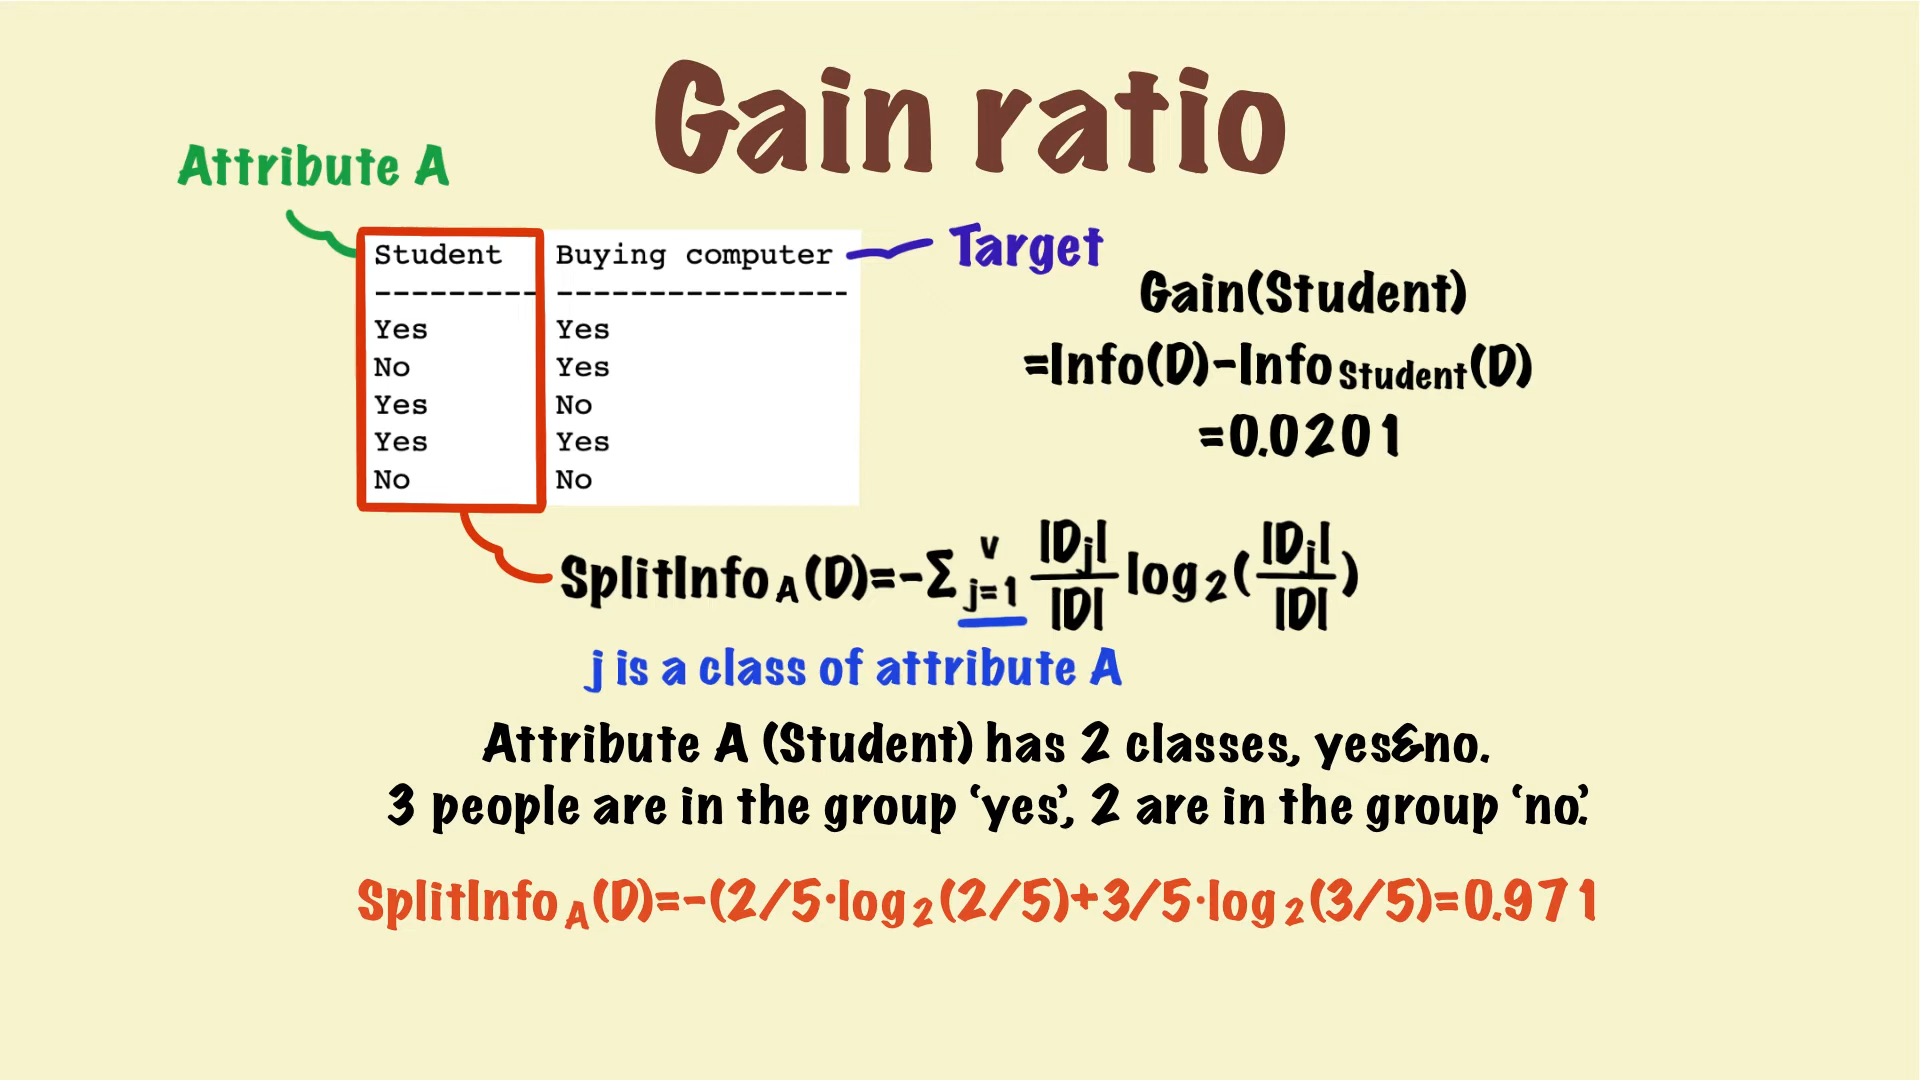 Gain ratio
Attribute A
Target
Student Buying computer
--------- ----------------
Yes Yes
No Yes
Yes No
Yes Yes
No No
Gain(Student)
=Info(D)-Info Student(D)
=0.0201
SplitInfo A (D)=-Σ v j=1 |Dj| / |D| log 2 ( |Dj| / |D| )
j is a class of attribute A
Attribute A (Student) has 2 classes, yes&no.
3 people are in the group ‘yes’, 2 are in the group ‘no’.
SplitInfo A (D)=-(2/5·log 2 (2/5)+3/5·log 2 (3/5)=0.971